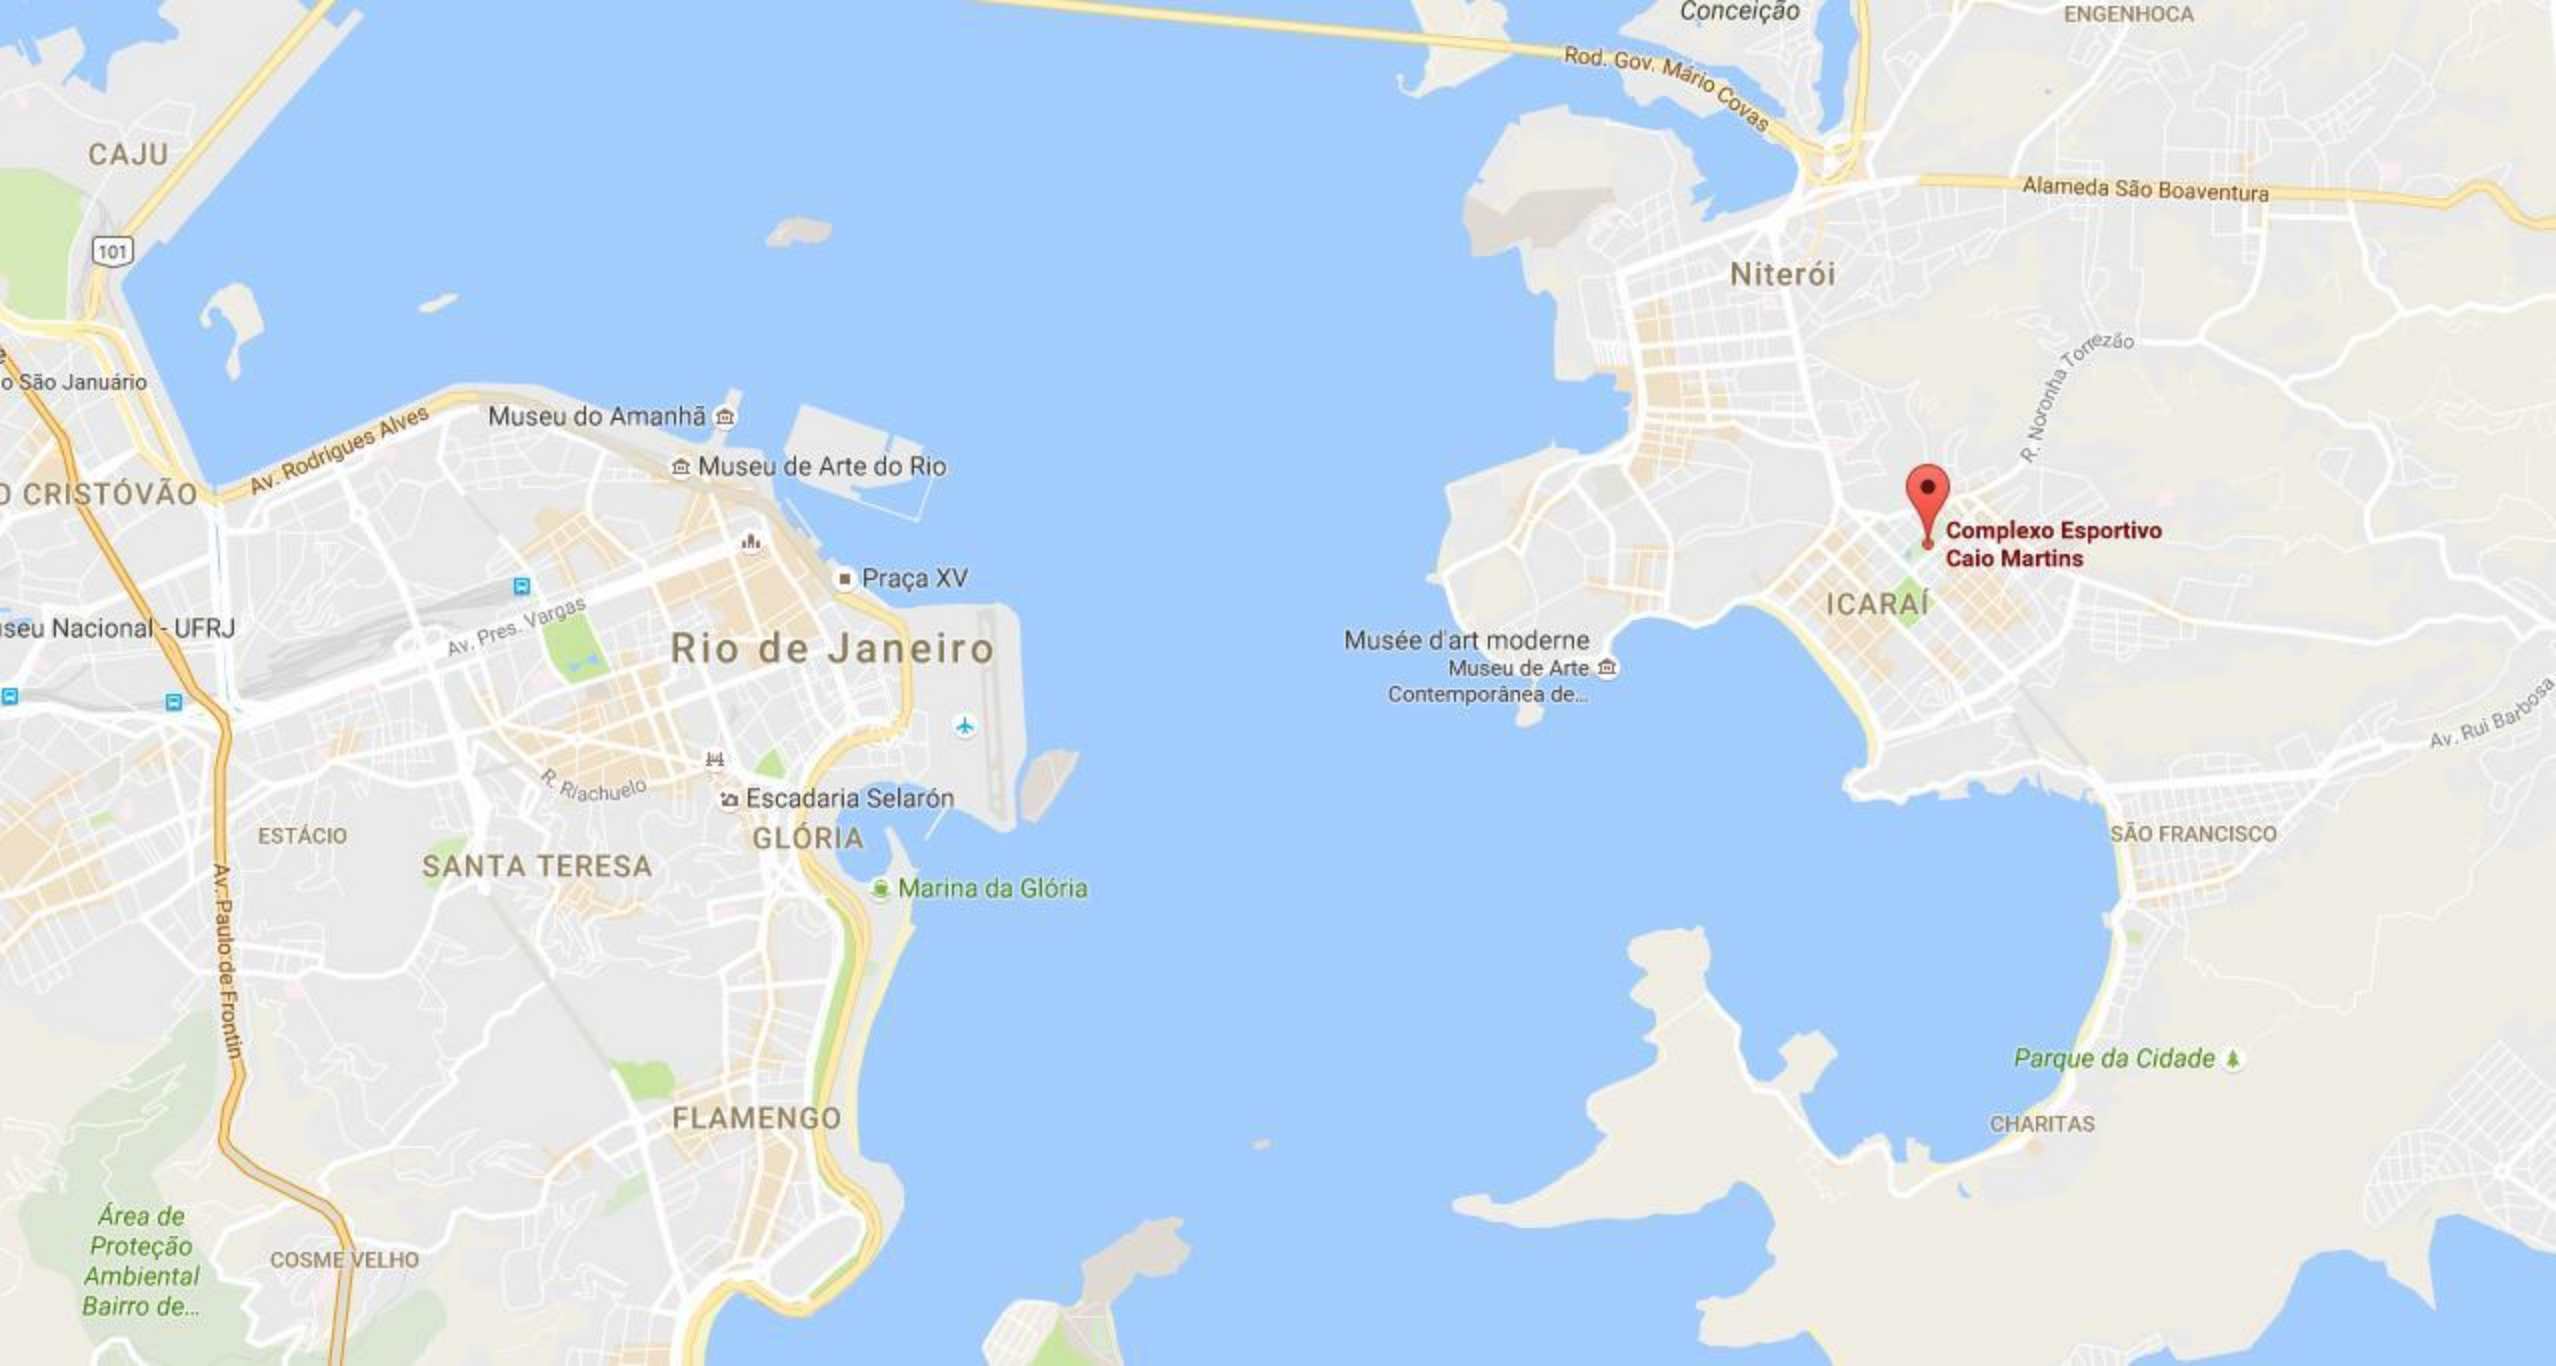 Conceição
ENGENHOCA
Rod. Gov. Mário Covas
CAJU
Alameda São Boaventura
101
Niterói
R. Noronha Torrezão
o São Januário
Museu do Amanhã
Av. Rodrigues Alves
Museu de Arte do Rio
O CRISTÓVÃO
Complexo Esportivo
Caio Martins
Praça XV
ICARAÍ
Av. Pres. Vargas
useu Nacional - UFRJ
Rio de Janeiro
Musée d'art moderne
Museu de Arte
Contemporânea de...
Av. Rui Barbosa
R. Riachuelo
Escadaria Selarón
ESTÁCIO
GLÓRIA
SÃO FRANCISCO
SANTA TERESA
Marina da Glória
Av. Paulo de Frontin
Parque da Cidade
FLAMENGO
CHARITAS
Área de
Proteção
Ambiental
Bairro de...
COSME VELHO